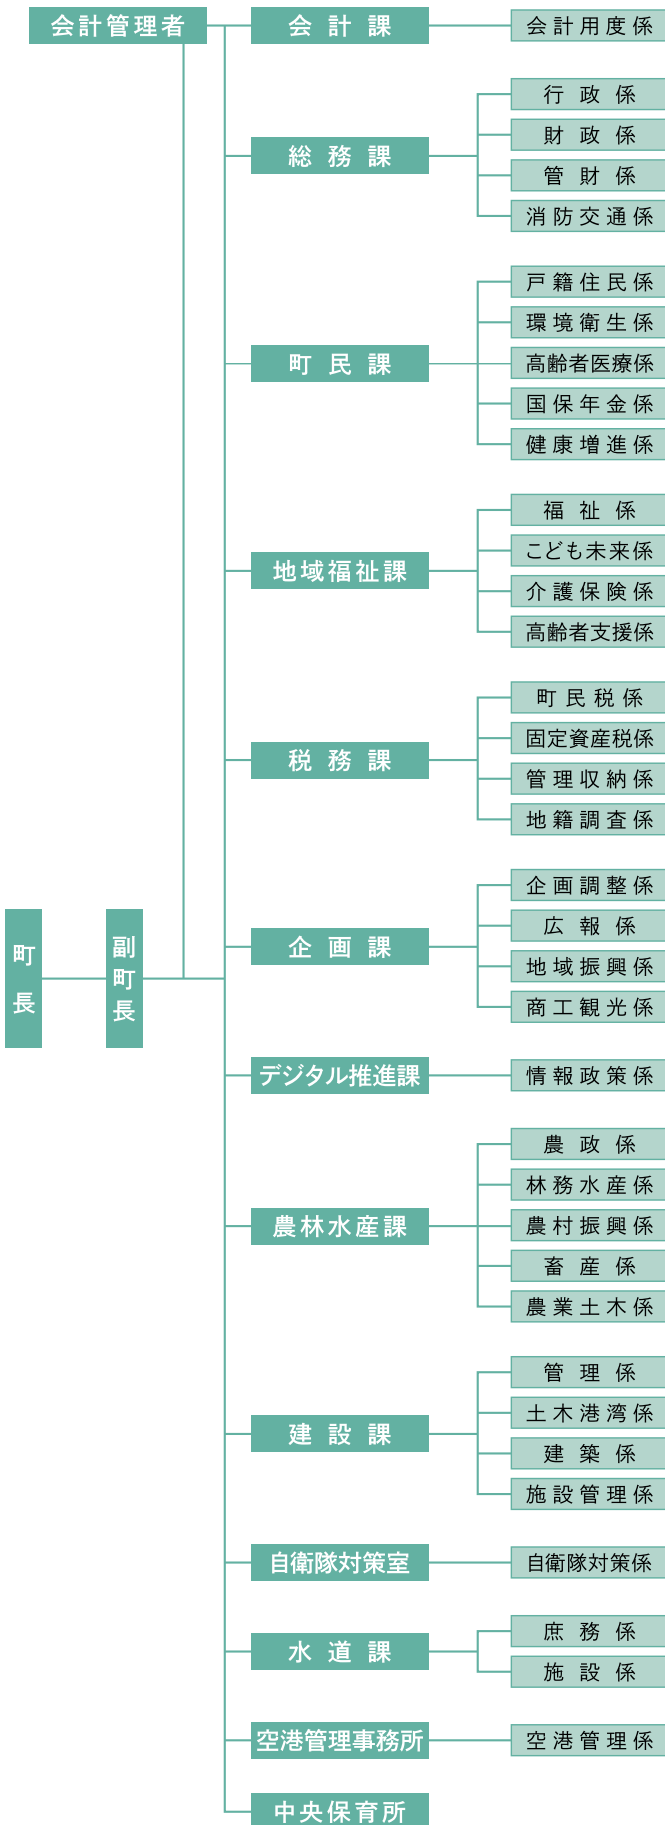 会計管理者
会計課
会計用度係
総務課
行政係
財政係
管財係
消防交通係
町民課
戸籍住民係
環境衛生係
高齢者医療係
国保年金係
健康増進係
地域福祉課
福祉係
こども未来係
介護保険係
高齢者支援係
税務課
町民税係
固定資産税係
管理収納係
地籍調査係
町長
副町長
企画課
企画調整係
広報係
地域振興係
商工観光係
デジタル推進課
情報政策係
農林水産課
農政係
林務水産係
農村振興係
畜産係
農業土木係
建設課
管理係
土木港湾係
建築係
施設管理係
自衛隊対策室
自衛隊対策係
水道課
庶務係
施設係
空港管理事務所
空港管理係
中央保育所